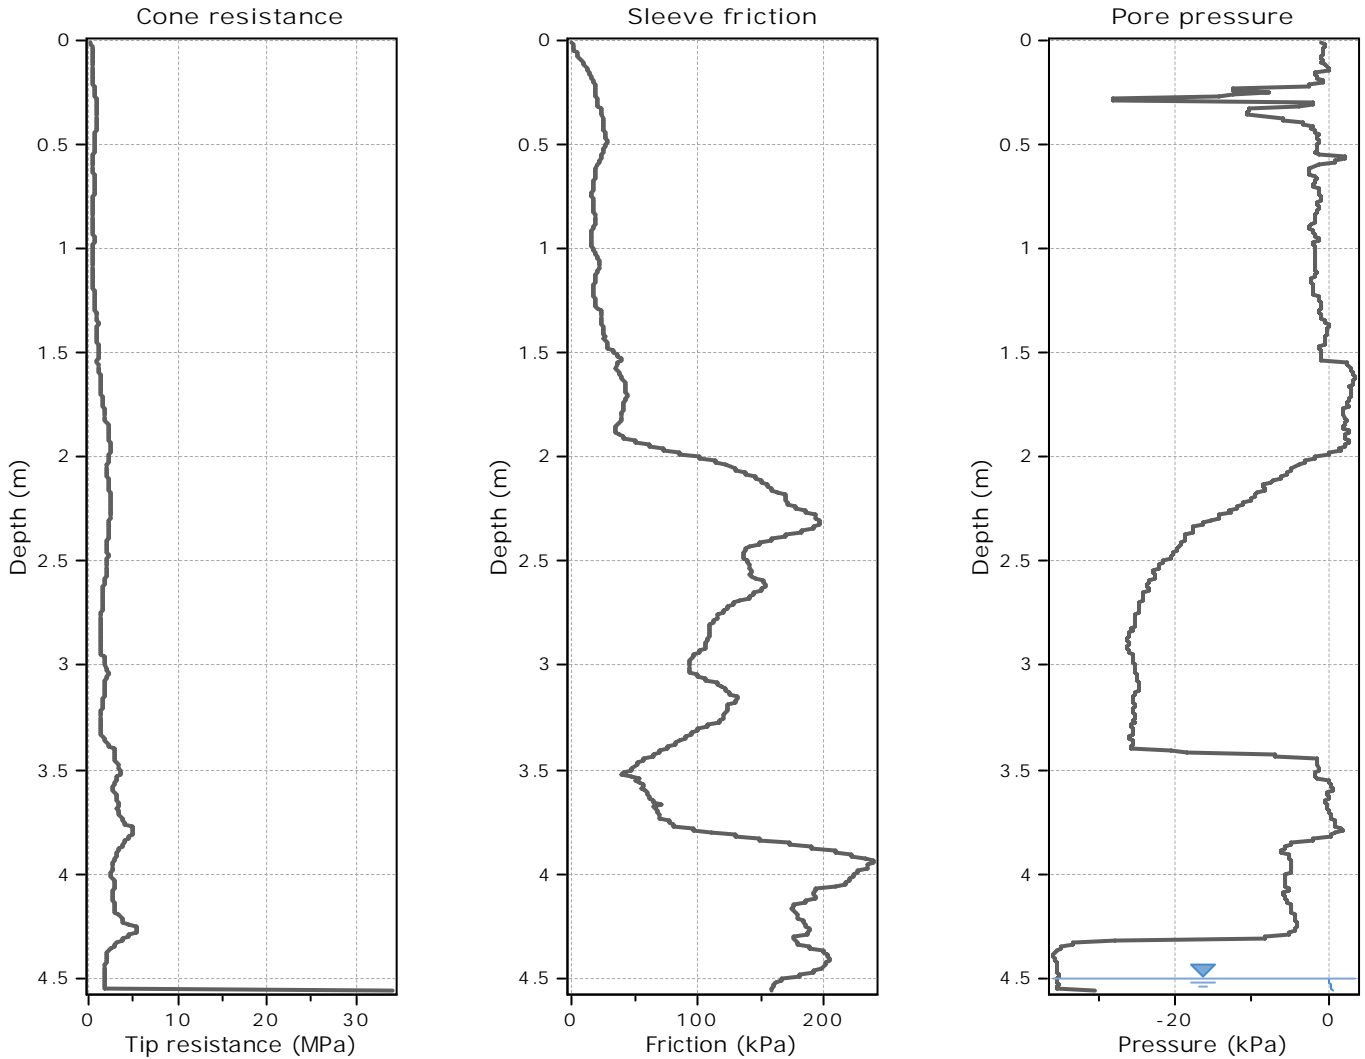 Cone resistance
0
0.5
1
1.5
2
2.5
3
3.5
4
4.5
Depth (m)
0 10 20 30
Tip resistance (MPa)
Sleeve friction
0
0.5
1
1.5
2
2.5
3
3.5
4
4.5
Depth (m)
0 100 200
Friction (kPa)
Pore pressure
0
0.5
1
1.5
2
2.5
3
3.5
4
4.5
Depth (m)
-20 0
Pressure (kPa)